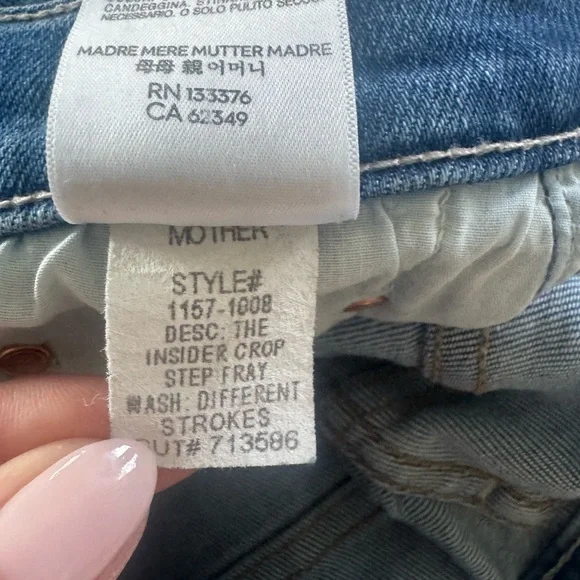 CANDEGGINA, STIRARE
NECESSARIO. O SOLO PULITO SECCO
MADRE MERE MUTTER MADRE
母母 親 어머니
RN 133376
CA 62349
MOTHER
STYLE#
1157-1008
DESC: THE
INSIDER CROP
STEP FRAY
WASH: DIFFERENT
STROKES
CUT# 713586